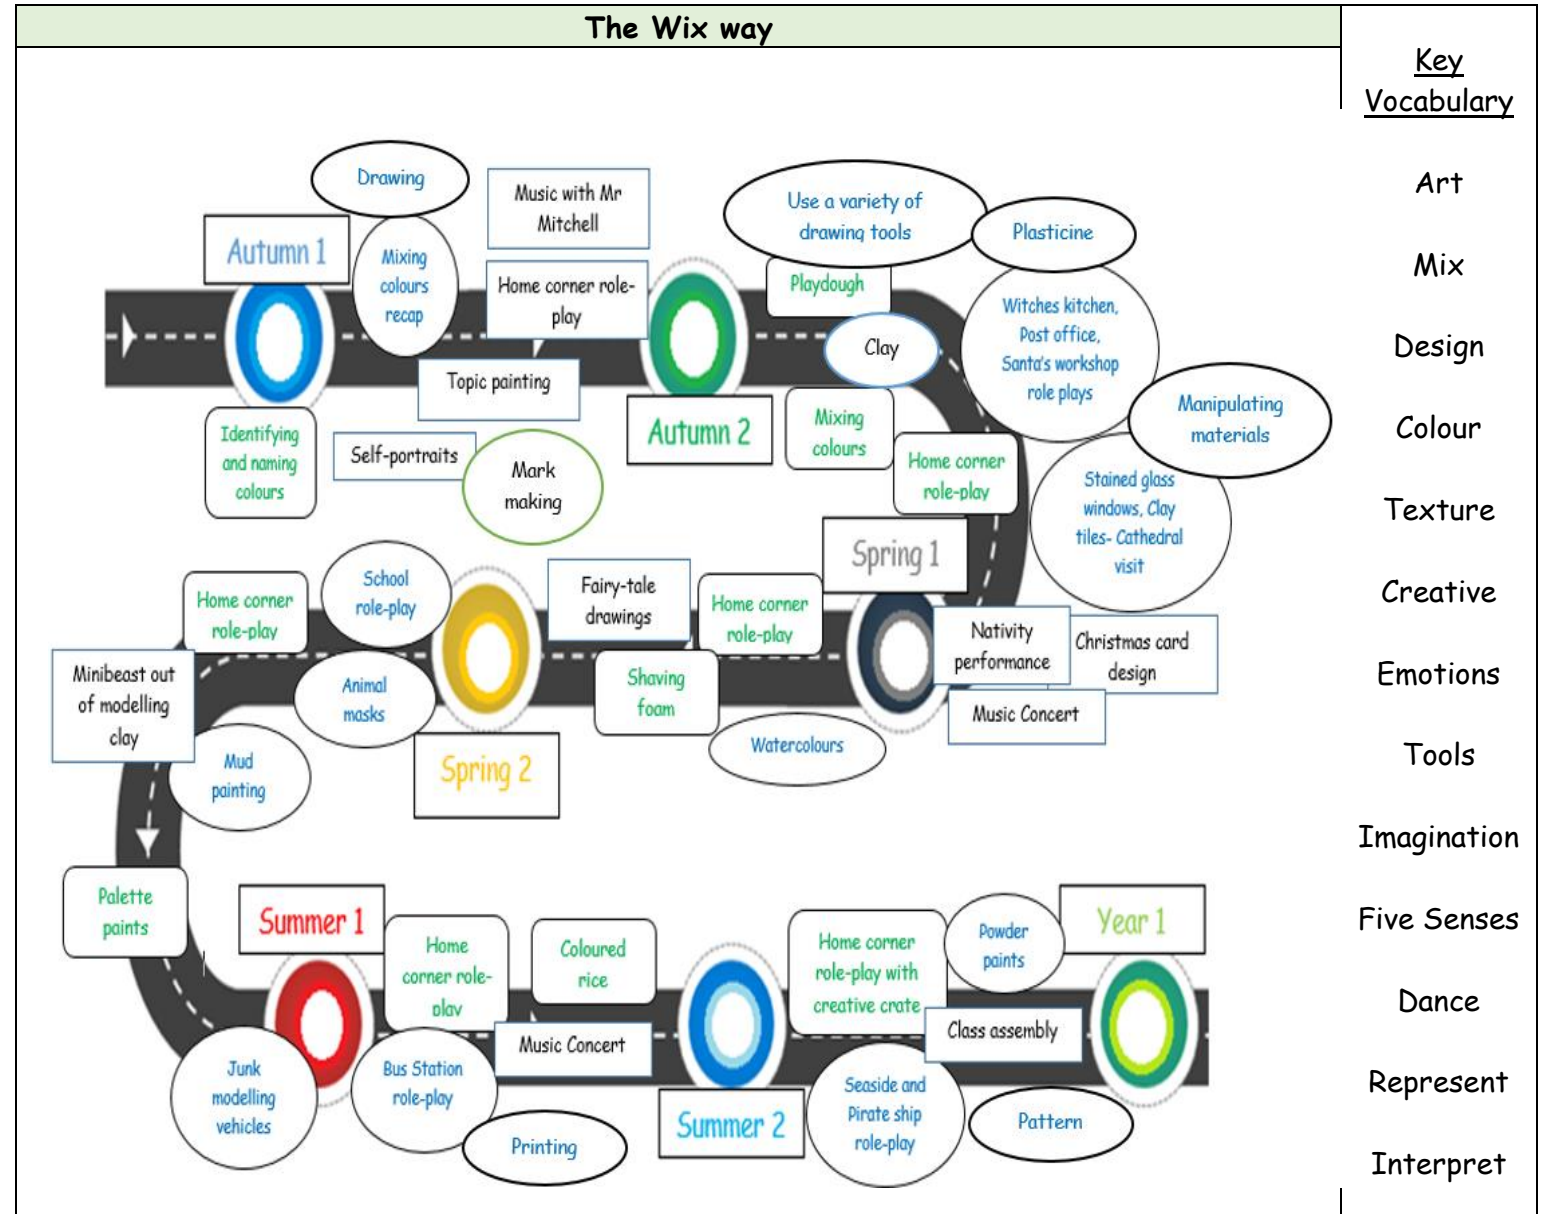 The Wix way
Drawing
Music with Mr
Mitchell
Autumn 1
Mixing
colours
recap
Home corner role-
play
Topic painting
Identifying
and naming
colours
Self-portraits
Mark
making
Autumn 2
Use a variety of
drawing tools
Plasticine
Playdough
Clay
Witches kitchen,
Post office,
Santa's workshop
role plays
Mixing
colours
Home corner
role-play
Manipulating
materials
Stained glass
windows, Clay
tiles- Cathedral
visit
Nativity
performance
Christmas card
design
Music Concert
Spring 1
Home corner
role-play
Fairy-tale
drawings
Shaving
foam
Watercolours
Spring 2
School
role-play
Home corner
role-play
Animal
masks
Minibeast out
of modelling
clay
Mud
painting
Palette
paints
Summer 1
Junk
modelling
vehicles
Home
corner role-
play
Coloured
rice
Bus Station
role-play
Music Concert
Printing
Summer 2
Home corner
role-play with
creative crate
Powder
paints
Class assembly
Seaside and
Pirate ship
role-play
Pattern
Year 1
Key
Vocabulary
Art
Mix
Design
Colour
Texture
Creative
Emotions
Tools
Imagination
Five Senses
Dance
Represent
Interpret